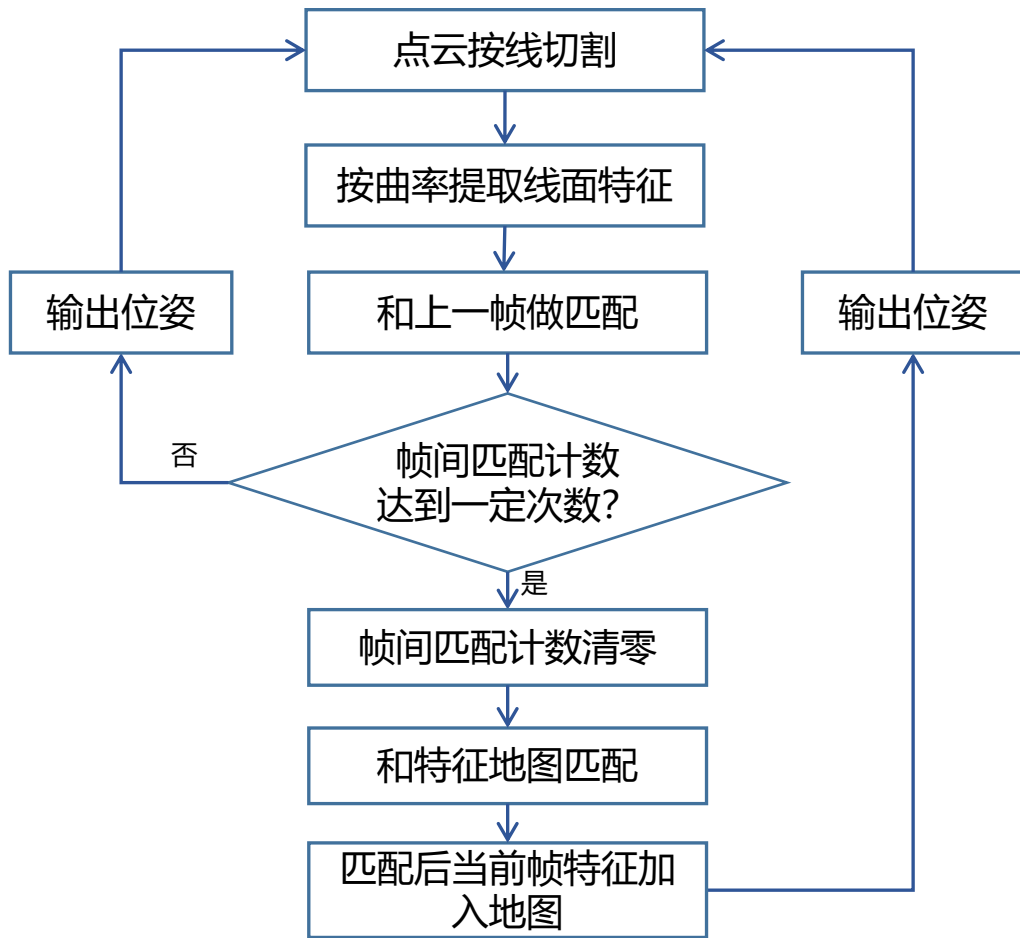 点云按线切割
按曲率提取线面特征
输出位姿
和上一帧做匹配
输出位姿
否
帧间匹配计数
达到一定次数？
是
帧间匹配计数清零
和特征地图匹配
匹配后当前帧特征加
入地图